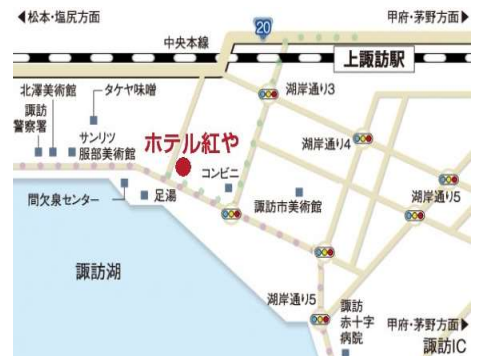 ◀松本・塩尻方面
甲府・茅野方面▶
20
中央本線
上諏訪駅
北澤美術館
タケヤ味噌
湖岸通り3
諏訪
警察署
サンリツ
服部美術館
ホテル紅や
湖岸通り4
コンビニ
湖岸通り5
間欠泉センター
足湯
諏訪市美術館
諏訪湖
湖岸通り5
諏訪
赤十字
病院
甲府・茅野方面▶
諏訪IC